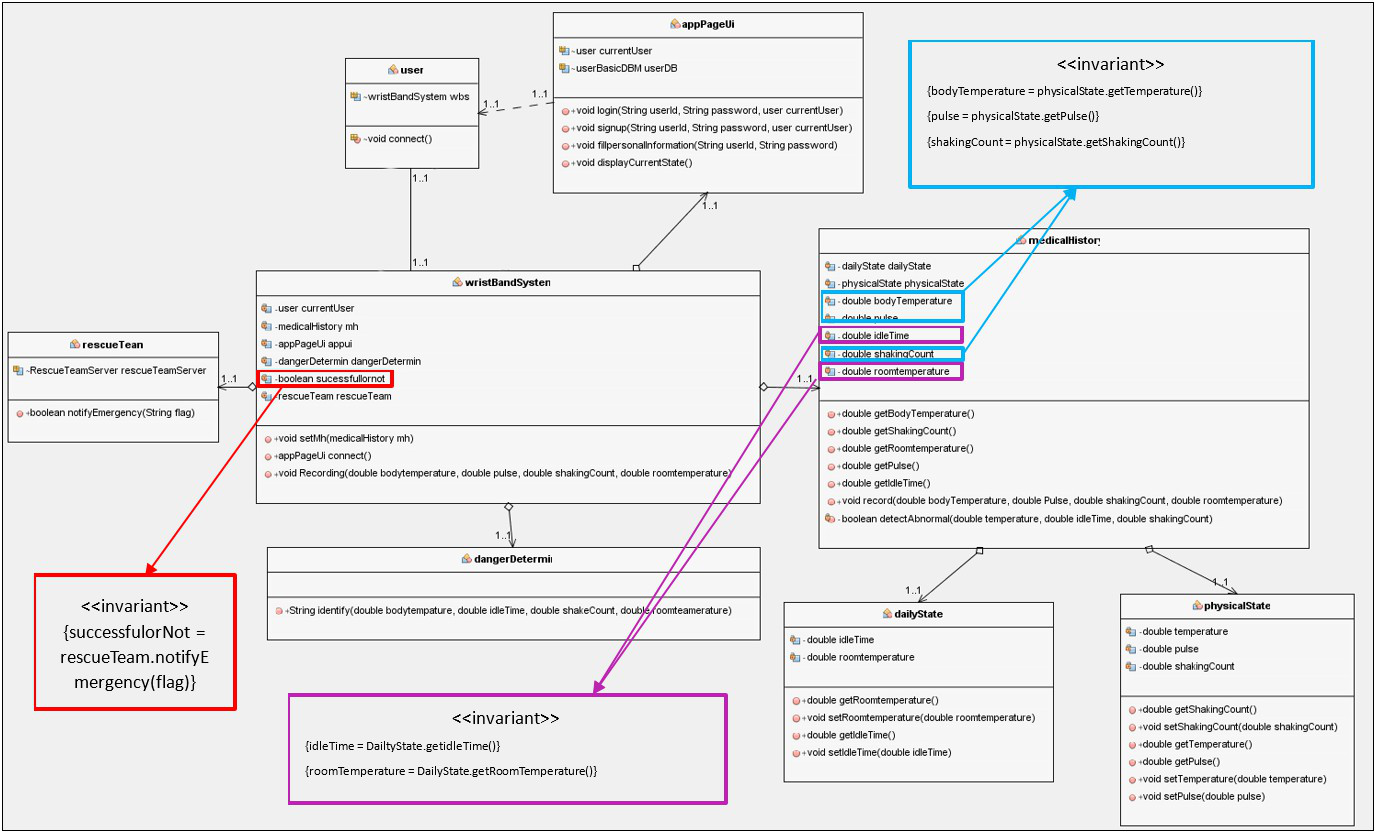 appPageUi
-user currentUser
-userBasicDBM userDB
+void login(String userId, String password, user currentUser)
+void signup(String userId, String password, user currentUser)
+void fillpersonalInformation(String userId, String password)
+void displayCurrentState()
user
~wristBandSystem wbs
~void connect()
1..1
1..1
1..1
1..1
1..1
<<invariant>>
{bodyTemperature = physicalState.getTemperature()}
{pulse = physicalState.getPulse()}
{shakingCount = physicalState.getShakingCount()}
wristBandSysten
-user currentUser
-medicalHistory mh
-appPageUi appui
-dangerDetermin dangerDetermin
-boolean sucessfullornot
-rescueTeam rescueTeam
+void setMh(medicalHistory mh)
+appPageUi connect()
+void Recording(double bodytemperature, double pulse, double shakingCount, double roomtemperature)
rescueTean
~RescueTeamServer rescueTeamServer
+boolean notifyEmergency(String flag)
1..1
1..1
1..1
medicalHistory
-dailyState dailyState
-physicalState physicalState
-double bodyTemperature
-double pulse
-double idleTime
-double shakingCount
-double roomtemperature
+double getBodyTemperature()
+double getShakingCount()
+double getRoomtemperature()
+double getPulse()
+double getIdleTime()
+void record(double bodyTemperature, double Pulse, double shakingCount, double roomtemperature)
-boolean detectAbnormal(double temperature, double idleTime, double shakingCount)
dangerDetermin
+String identify(double bodytempature, double idleTime, double shakeCount, double roomteamerature)
<<invariant>>
{successfulorNot =
rescueTeam.notifyE
mergency(flag)}
<<invariant>>
{idleTime = DailtyState.getidleTime()}
{roomTemperature = DailyState.getRoomTemperature()}
1..1
1..1
dailyState
-double idleTime
-double roomtemperature
+double getRoomtemperature()
+void setRoomtemperature(double roomtemperature)
+double getIdleTime()
+void setIdleTime(double idleTime)
physicalState
-double temperature
-double pulse
-double shakingCount
+double getShakingCount()
+void setShakingCount(double shakingCount)
+double getTemperature()
+double getPulse()
+void setTemperature(double temperature)
+void setPulse(double pulse)